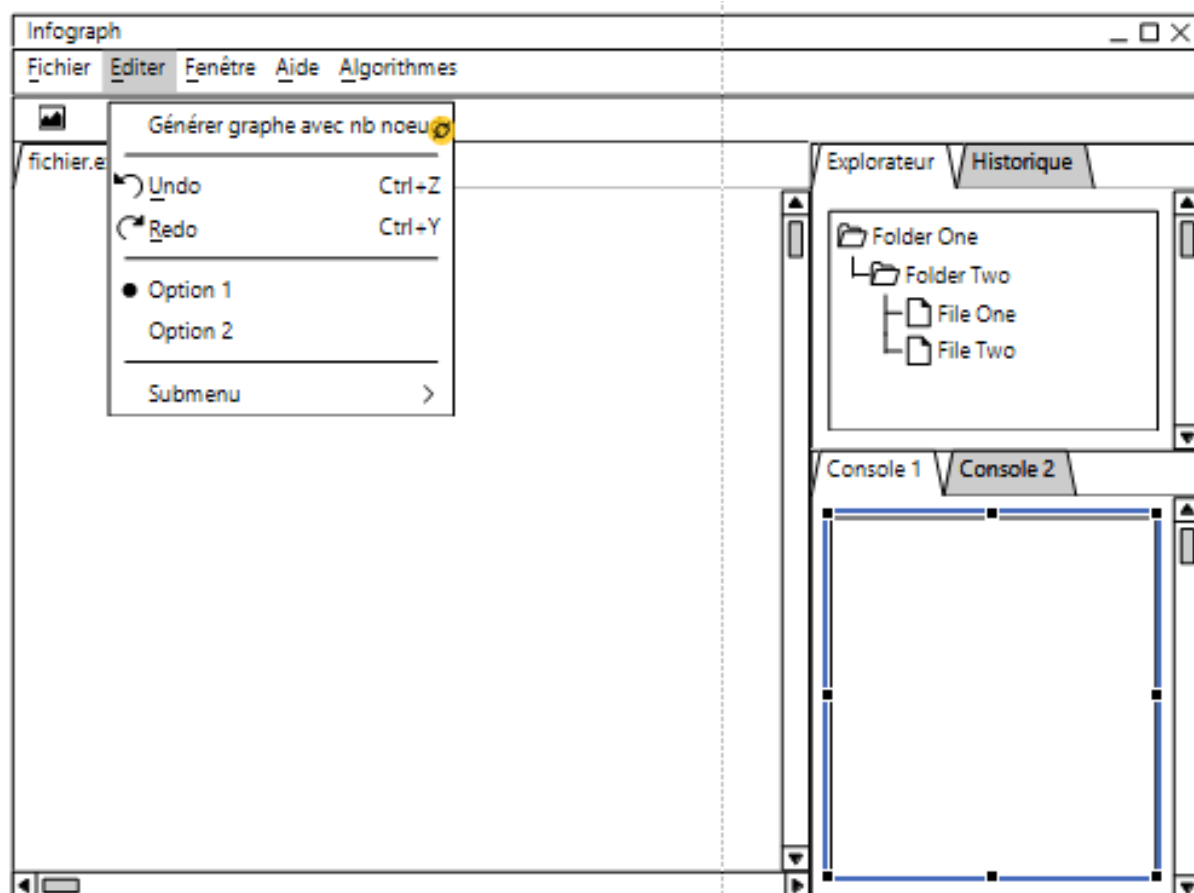 Infograph
Fichier Editer Fenêtre Aide Algorithmes
Générer graphe avec nb noeu
fichier.e
Undo Ctrl+Z
Redo Ctrl+Y
Option 1
Option 2
Submenu
Explorateur Historique
Folder One
Folder Two
File One
File Two
Console 1 Console 2